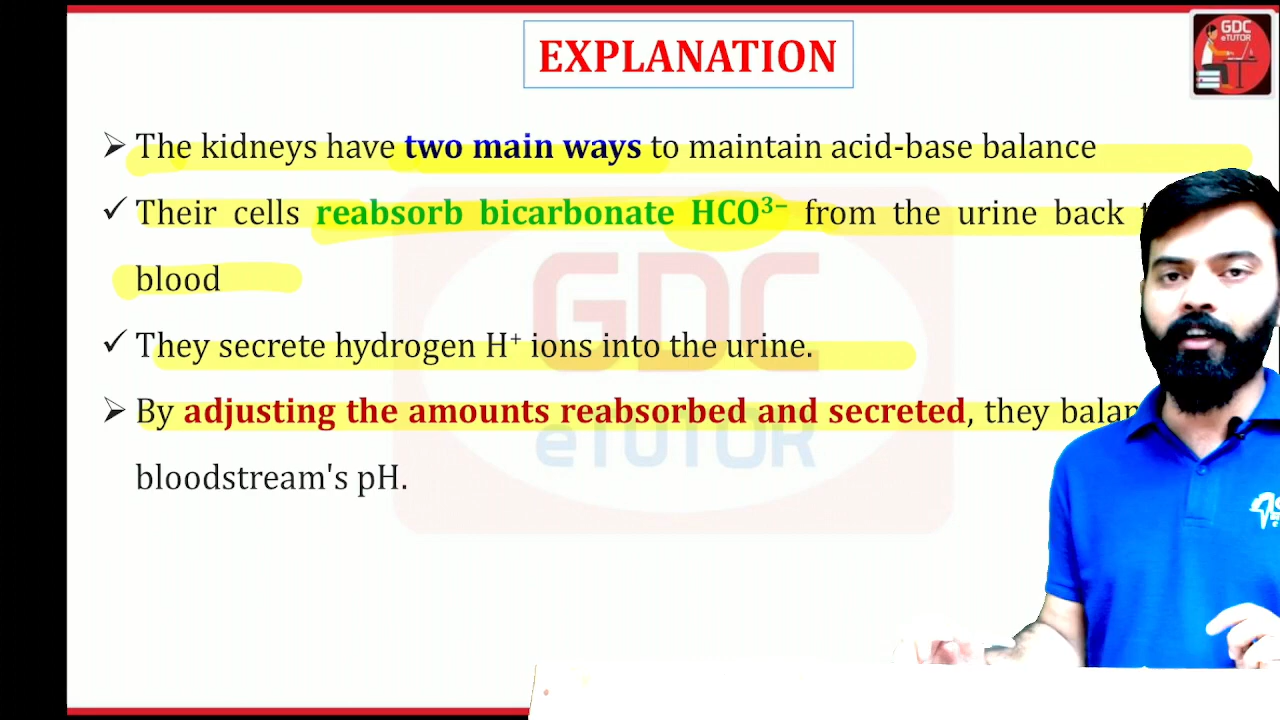 EXPLANATION
GDC
eTUTOR
➤ The kidneys have two main ways to maintain acid-base balance
✓ Their cells reabsorb bicarbonate HCO³⁻ from the urine back
blood
✓ They secrete hydrogen H⁺ ions into the urine.
➤ By adjusting the amounts reabsorbed and secreted, they
bloodstream's pH.
GDC
eTUTOR